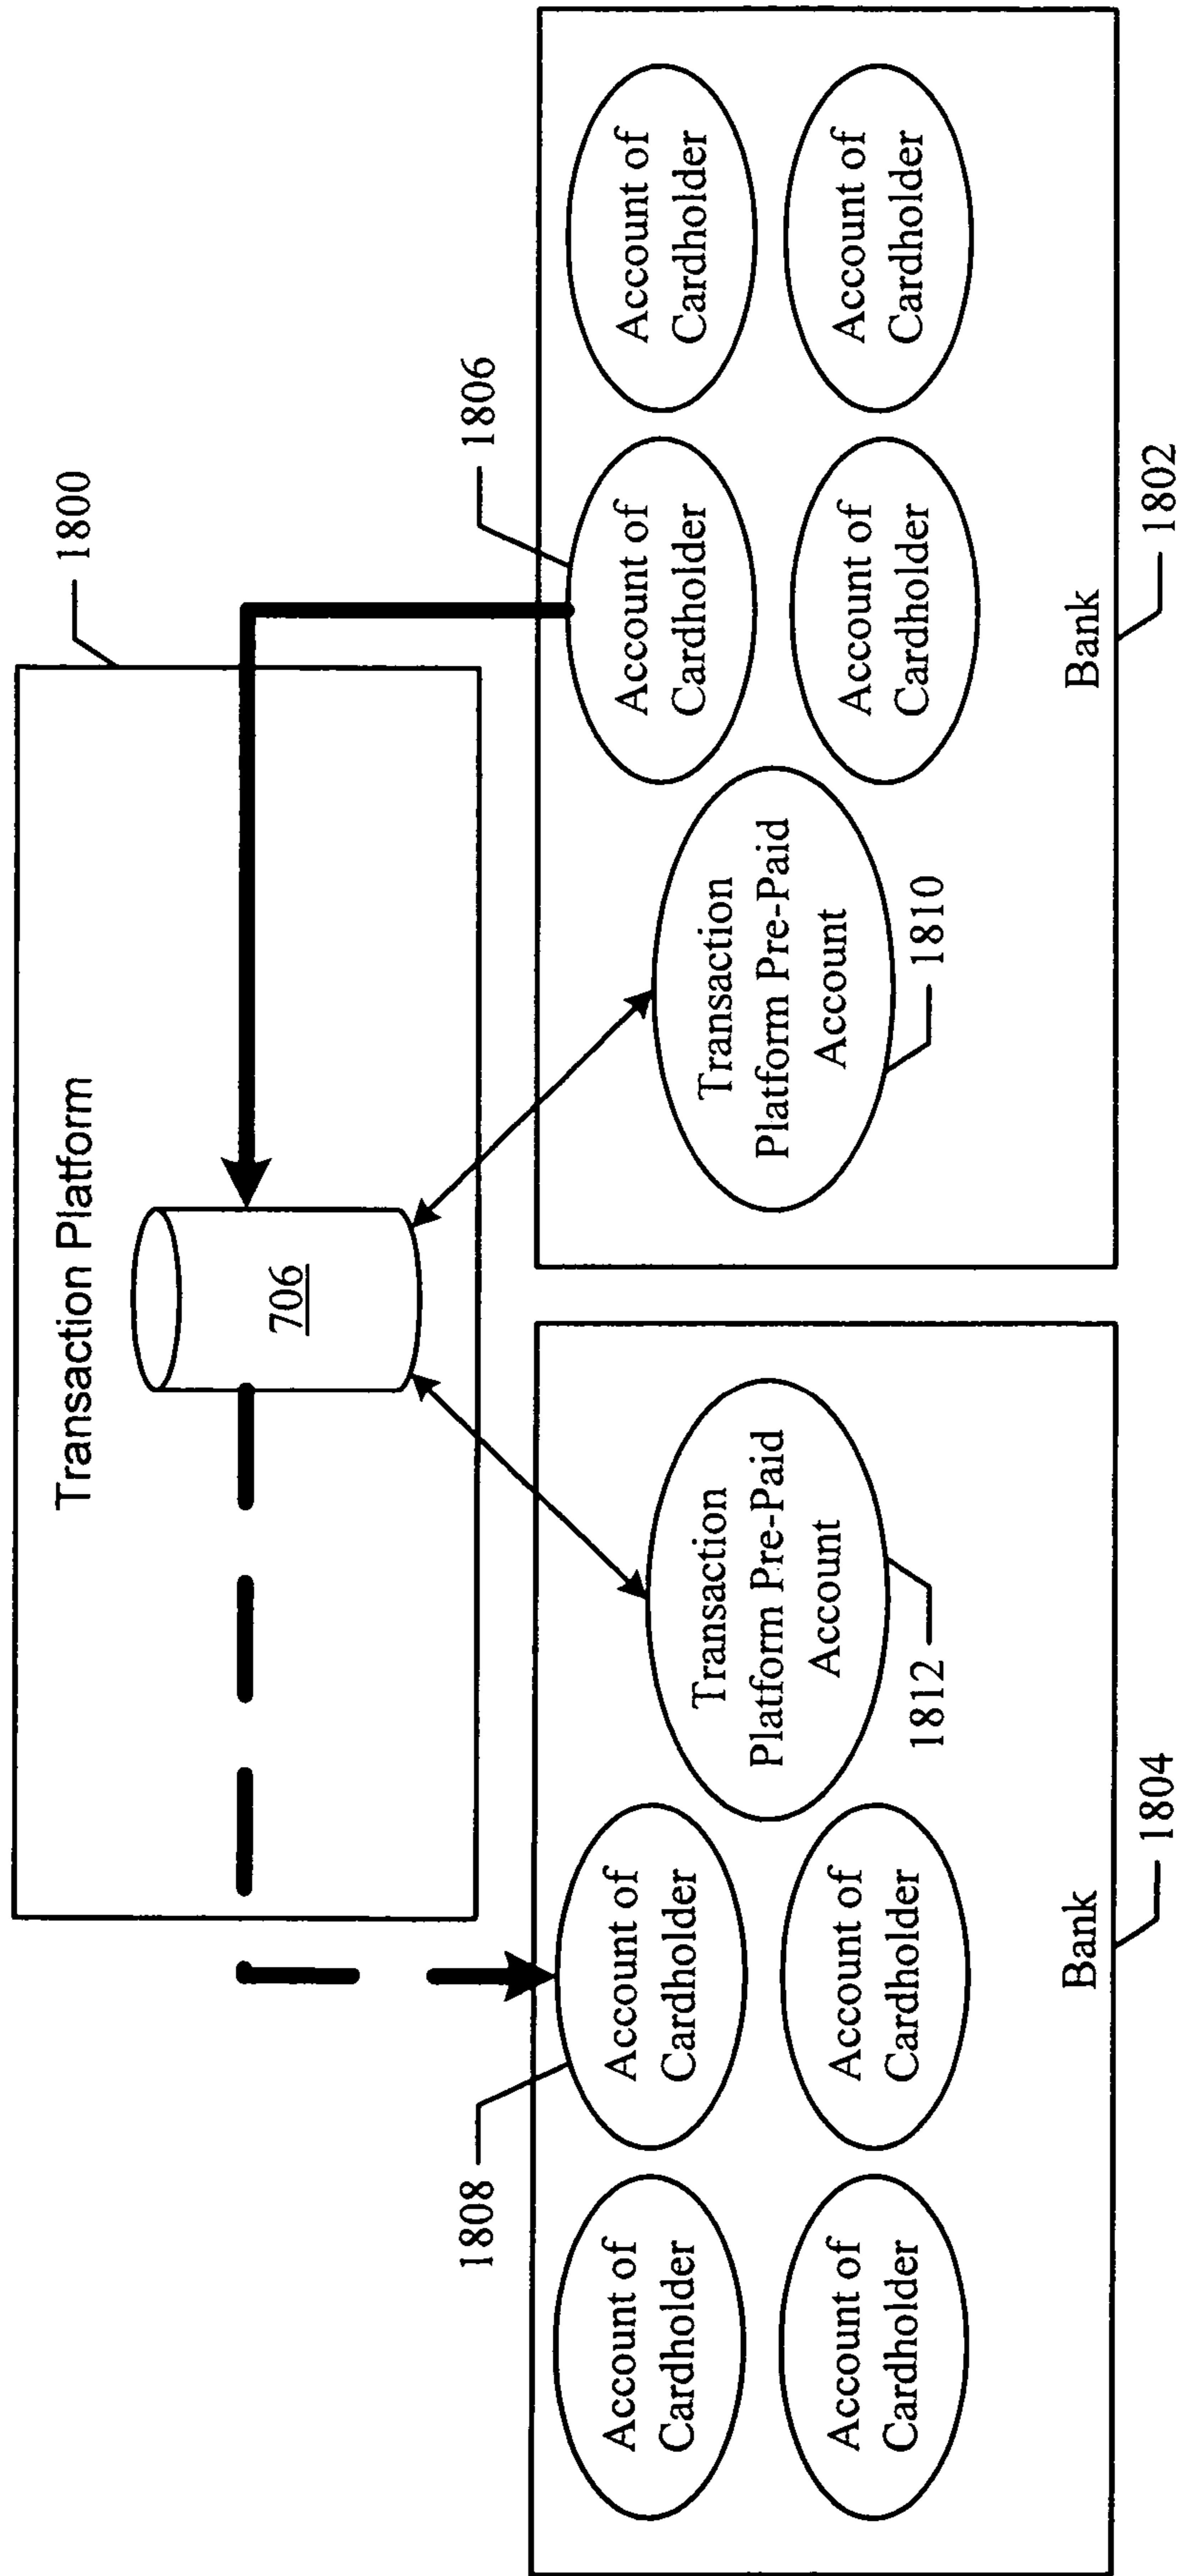 Transaction Platform
1800
706
1806
1808
Account of
Cardholder
Account of
Cardholder
Account of
Cardholder
Account of
Cardholder
Transaction
Platform Pre-Paid
Account
1812
Bank
1804
Transaction
Platform Pre-Paid
Account
1810
Account of
Cardholder
Account of
Cardholder
Account of
Cardholder
Account of
Cardholder
Bank
1802